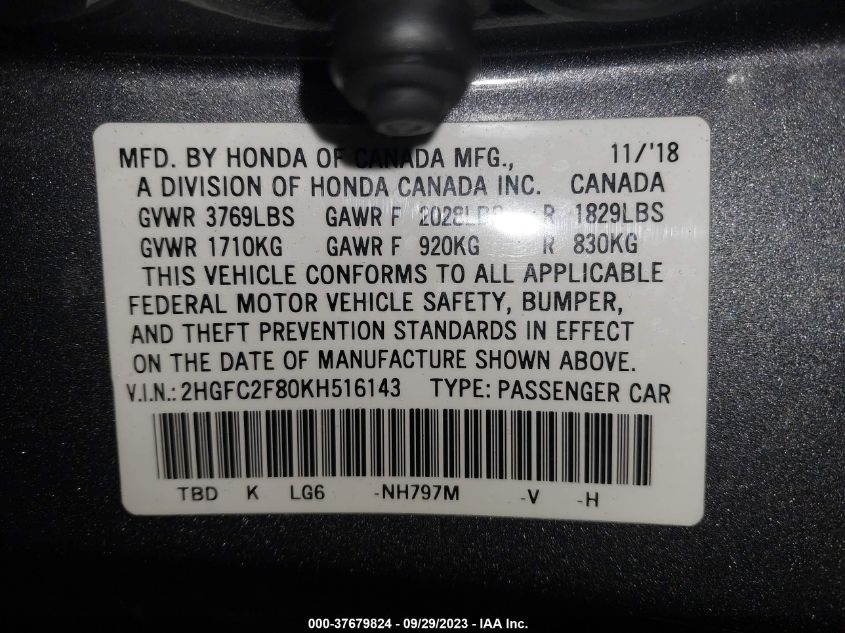 MFD. BY HONDA OF CANADA MFG., 11/'18
A DIVISION OF HONDA CANADA INC. CANADA
GVWR 3769LBS GAWR F 2028LBS R 1829LBS
GVWR 1710KG GAWR F 920KG R 830KG
THIS VEHICLE CONFORMS TO ALL APPLICABLE
FEDERAL MOTOR VEHICLE SAFETY, BUMPER,
AND THEFT PREVENTION STANDARDS IN EFFECT
ON THE DATE OF MANUFACTURE SHOWN ABOVE.
V.I.N.: 2HGFC2F80KH516143 TYPE: PASSENGER CAR
TBD K LG6 -NH797M -V -H
000-37679824 - 09/29/2023 - IAA Inc.